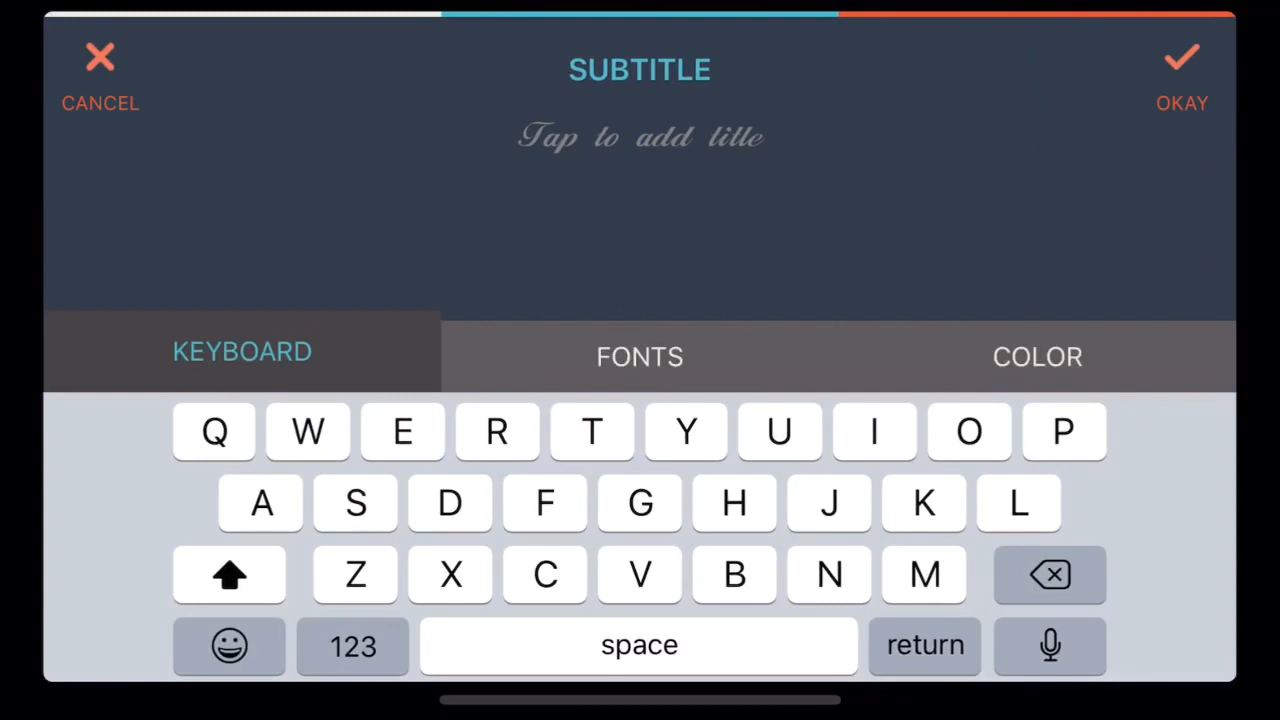 SUBTITLE
CANCEL
OKAY
Tap to add title
KEYBOARD FONTS COLOR
Q W E R T Y U I O P
A S D F G H J K L
Z X C V B N M
123 space return